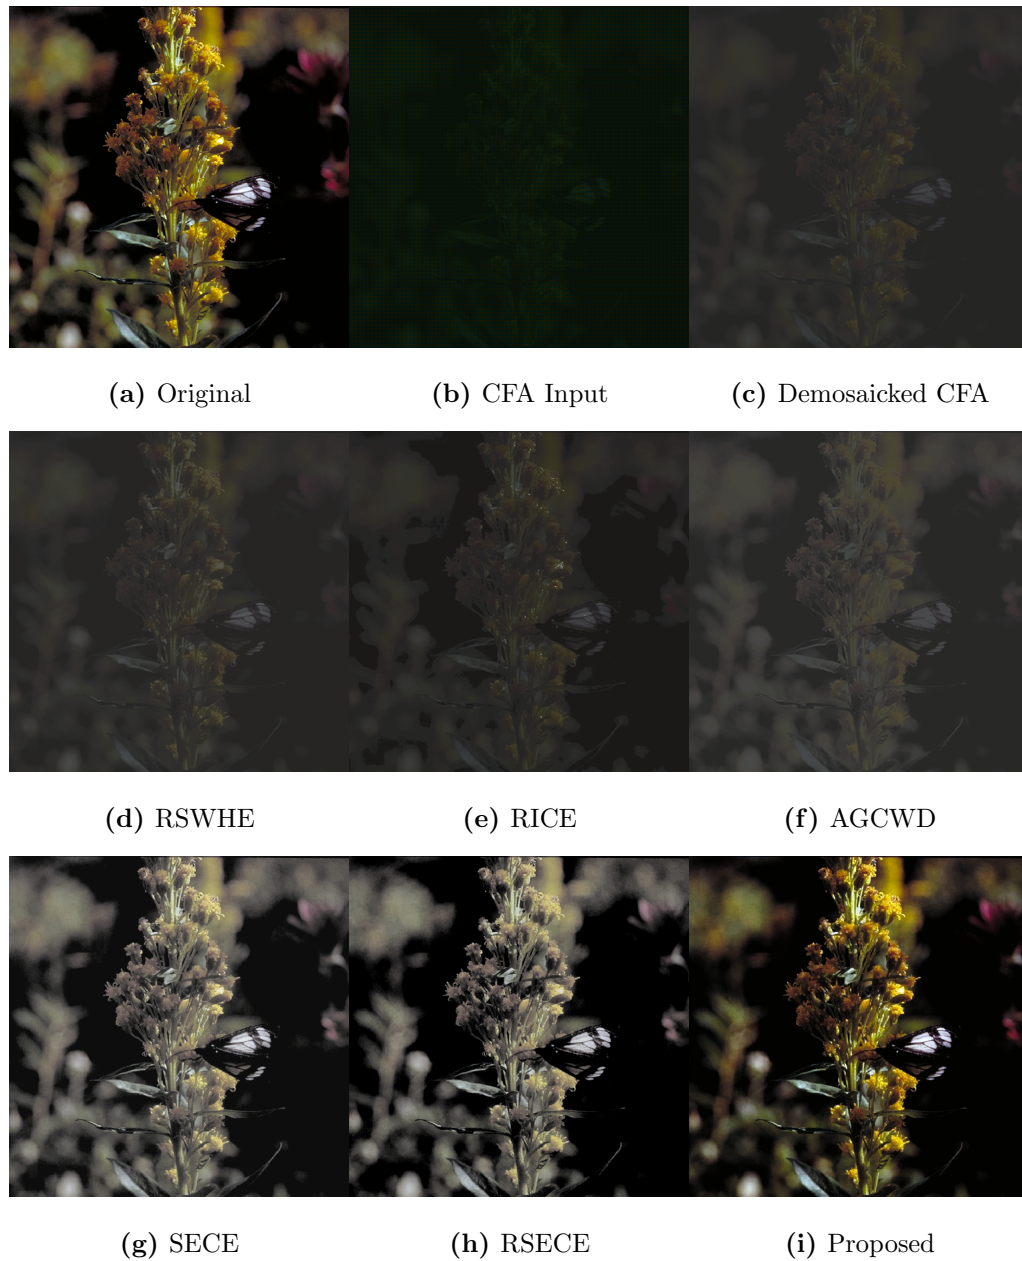 (a) Original
(b) CFA Input
(c) Demosaicked CFA
(d) RSWHE
(e) RICE
(f) AGCWD
(g) SECE
(h) RSECE
(i) Proposed